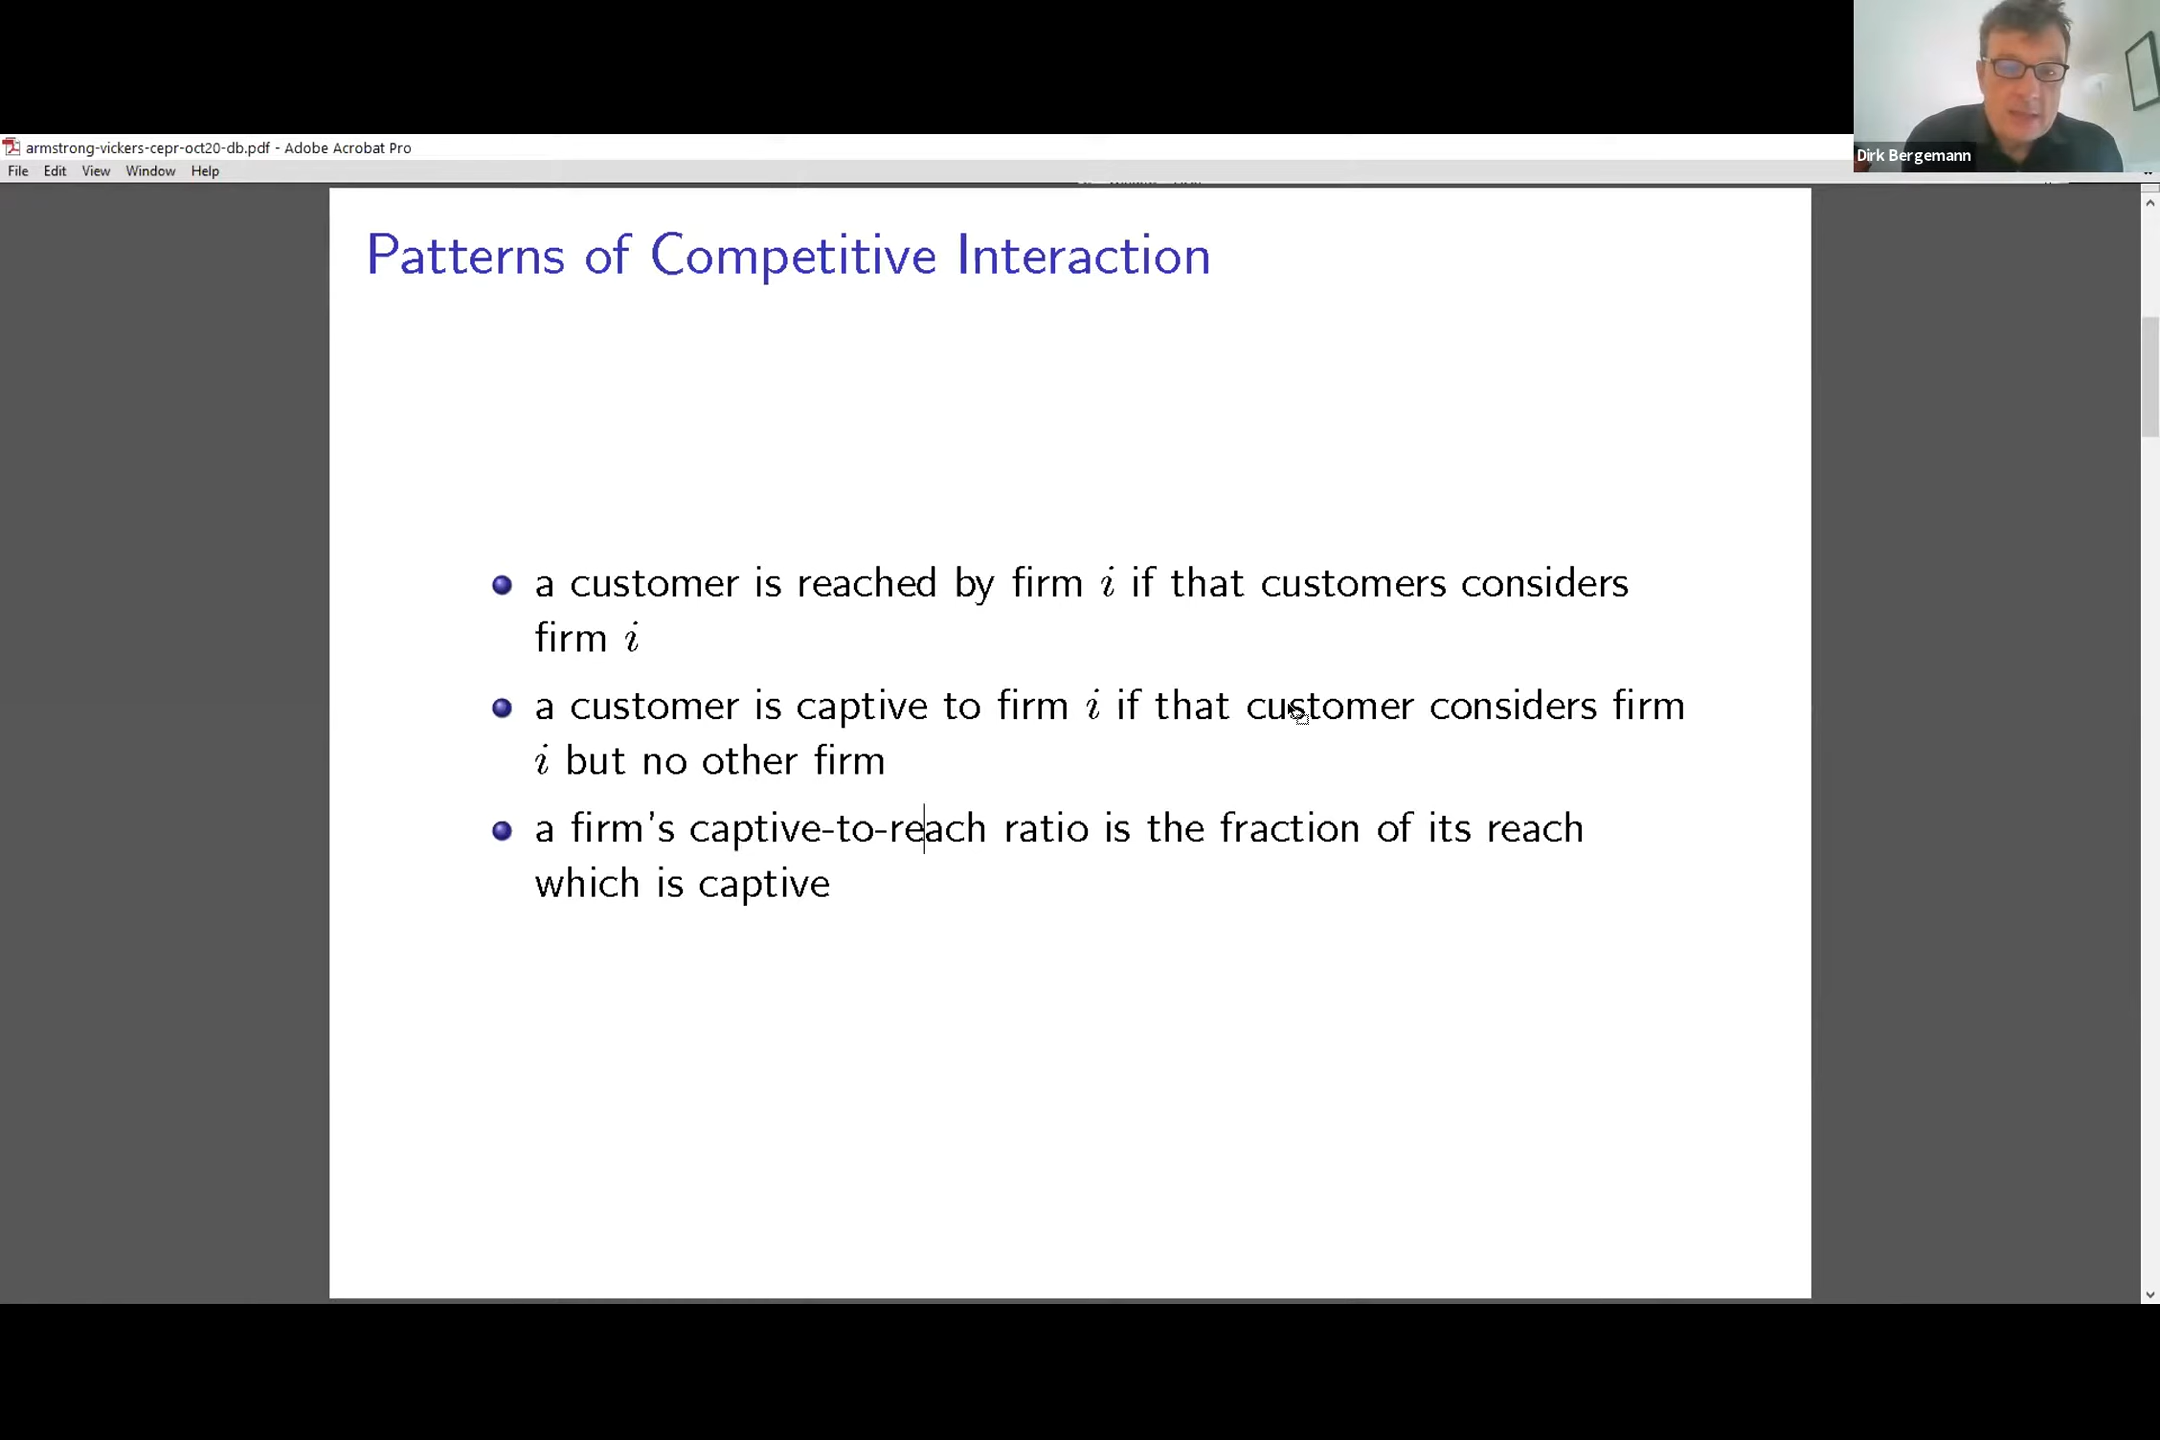 Dirk Bergemann
armstrong-vickers-cepr-oct20-db.pdf - Adobe Acrobat Pro
File Edit View Window Help
Patterns of Competitive Interaction
a customer is reached by firm i if that customers considers
firm i
a customer is captive to firm i if that customer considers firm
i but no other firm
a firm's captive-to-reach ratio is the fraction of its reach
which is captive